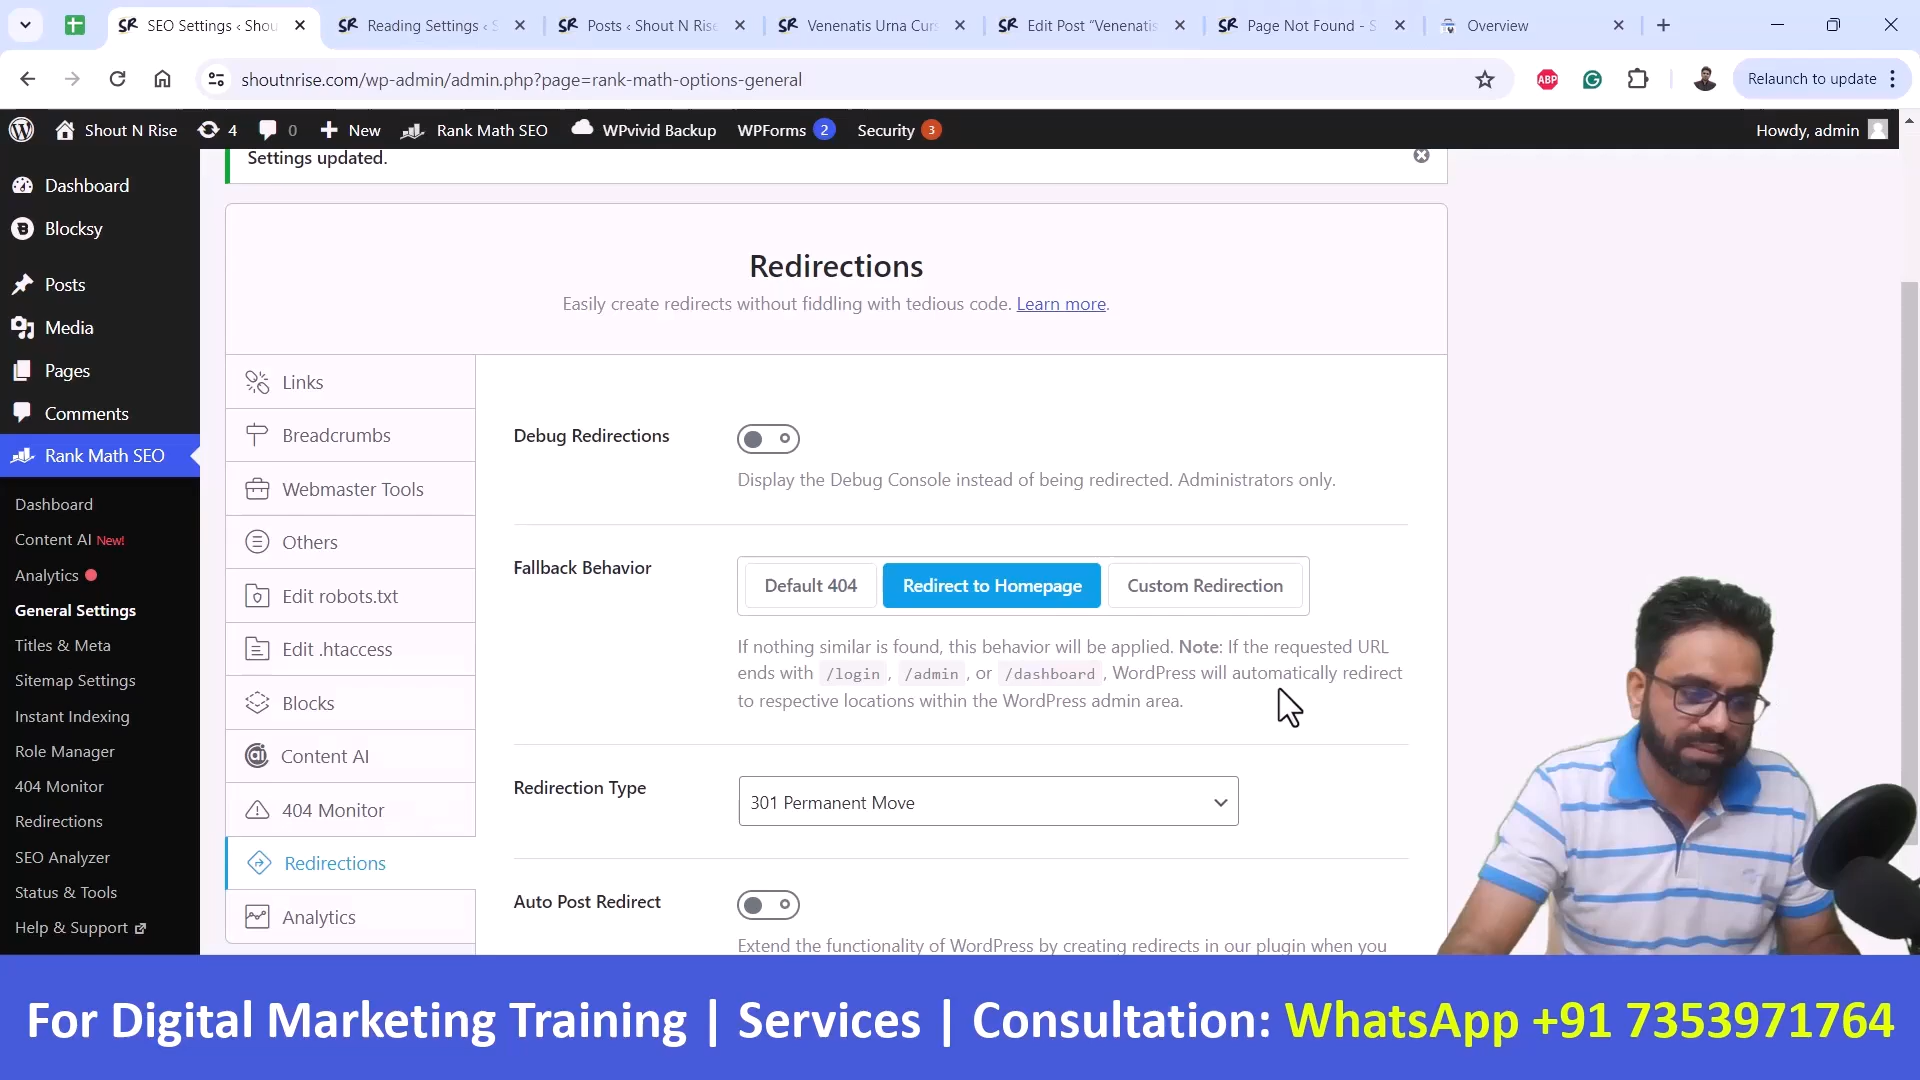 SEO Settings ‹ Shou
Reading Settings ‹ S
Posts ‹ Shout N Rise
Venenatis Urna Curs
Edit Post “Venenatis
Page Not Found - S
Overview
shoutnrise.com/wp-admin/admin.php?page=rank-math-options-general
ABP
Relaunch to update
Shout N Rise
4
0
New
Rank Math SEO
WPvivid Backup
WPForms 2
Security 3
Howdy, admin
Settings updated.
Dashboard
Blocksy
Posts
Media
Pages
Comments
Rank Math SEO
Dashboard
Content AI New!
Analytics
General Settings
Titles & Meta
Sitemap Settings
Instant Indexing
Role Manager
404 Monitor
Redirections
SEO Analyzer
Status & Tools
Help & Support
Redirections
Easily create redirects without fiddling with tedious code. Learn more.
Links
Breadcrumbs
Webmaster Tools
Others
Edit robots.txt
Edit .htaccess
Blocks
Content AI
404 Monitor
Redirections
Analytics
Debug Redirections
Display the Debug Console instead of being redirected. Administrators only.
Fallback Behavior
Default 404
Redirect to Homepage
Custom Redirection
If nothing similar is found, this behavior will be applied. Note: If the requested URL
ends with /login, /admin, or /dashboard, WordPress will automatically redirect
to respective locations within the WordPress admin area.
Redirection Type
301 Permanent Move
Auto Post Redirect
Extend the functionality of WordPress by creating redirects in our plugin when you
For Digital Marketing Training | Services | Consultation: WhatsApp +91 7353971764